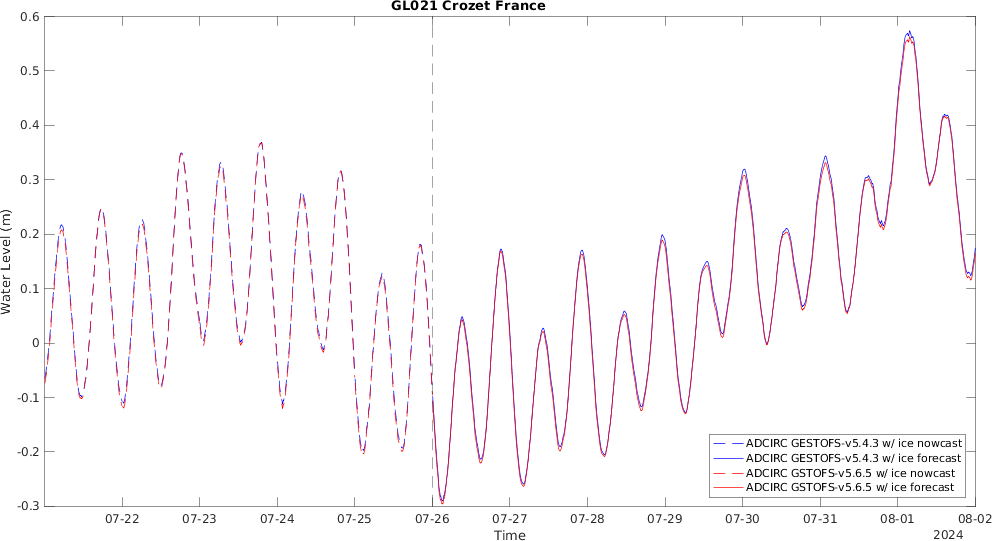 GL021 Crozet France
Water Level (m)
0.6
0.5
0.4
0.3
0.2
0.1
0
-0.1
-0.2
-0.3
ADCIRC GESTOFS-v5.4.3 w/ ice nowcast
ADCIRC GESTOFS-v5.4.3 w/ ice forecast
ADCIRC GSTOFS-v5.6.5 w/ ice nowcast
ADCIRC GSTOFS-v5.6.5 w/ ice forecast
07-22 07-23 07-24 07-25 07-26 07-27 07-28 07-29 07-30 07-31 08-01 08-02
Time
2024